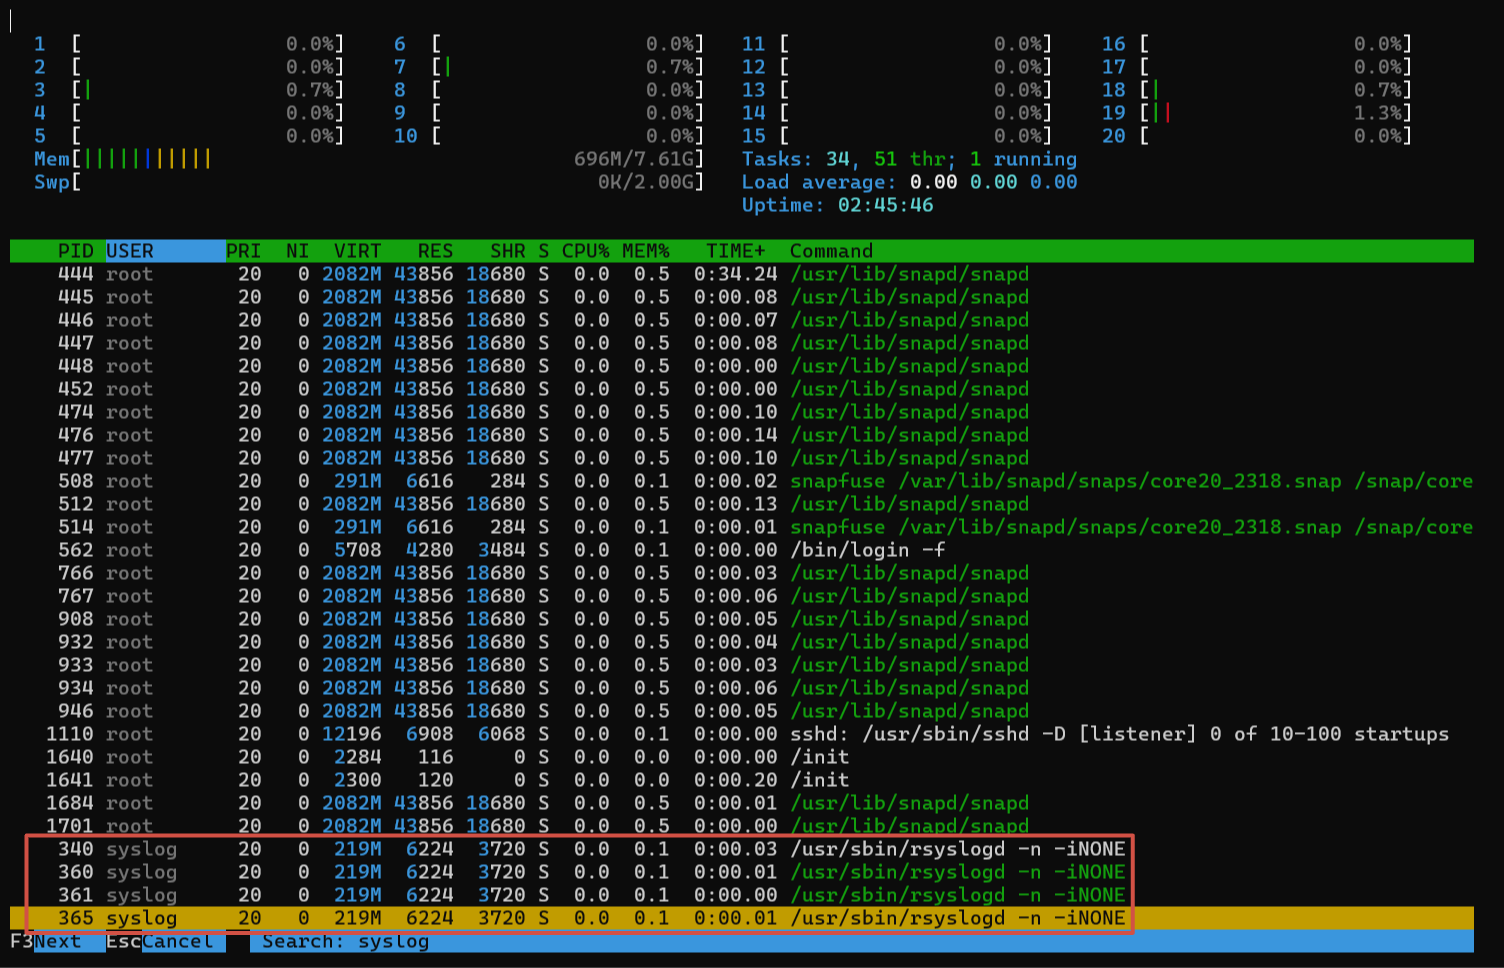 1 [ 0.0%] 6 [ 0.0%] 11 [ 0.0%] 16 [ 0.0%]
2 [ 0.0%] 7 [| 0.7%] 12 [ 0.0%] 17 [ 0.0%]
3 [| 0.7%] 8 [ 0.0%] 13 [ 0.0%] 18 [| 0.7%]
4 [ 0.0%] 9 [ 0.0%] 14 [ 0.0%] 19 [|| 1.3%]
5 [ 0.0%] 10 [ 0.0%] 15 [ 0.0%] 20 [ 0.0%]
Mem[||||||||||| 696M/7.61G] Tasks: 34, 51 thr; 1 running
Swp[ 0K/2.00G] Load average: 0.00 0.00 0.00
Uptime: 02:45:46
PID USER PRI NI VIRT RES SHR S CPU% MEM% TIME+ Command
444 root 20 0 2082M 43856 18680 S 0.0 0.5 0:34.24 /usr/lib/snapd/snapd
445 root 20 0 2082M 43856 18680 S 0.0 0.5 0:00.08 /usr/lib/snapd/snapd
446 root 20 0 2082M 43856 18680 S 0.0 0.5 0:00.07 /usr/lib/snapd/snapd
447 root 20 0 2082M 43856 18680 S 0.0 0.5 0:00.08 /usr/lib/snapd/snapd
448 root 20 0 2082M 43856 18680 S 0.0 0.5 0:00.00 /usr/lib/snapd/snapd
452 root 20 0 2082M 43856 18680 S 0.0 0.5 0:00.00 /usr/lib/snapd/snapd
474 root 20 0 2082M 43856 18680 S 0.0 0.5 0:00.10 /usr/lib/snapd/snapd
476 root 20 0 2082M 43856 18680 S 0.0 0.5 0:00.14 /usr/lib/snapd/snapd
477 root 20 0 2082M 43856 18680 S 0.0 0.5 0:00.10 /usr/lib/snapd/snapd
508 root 20 0 291M 6616 284 S 0.0 0.1 0:00.02 snapfuse /var/lib/snapd/snaps/core20_2318.snap /snap/core
512 root 20 0 2082M 43856 18680 S 0.0 0.5 0:00.13 /usr/lib/snapd/snapd
514 root 20 0 291M 6616 284 S 0.0 0.1 0:00.01 snapfuse /var/lib/snapd/snaps/core20_2318.snap /snap/core
562 root 20 0 5708 4280 3484 S 0.0 0.1 0:00.00 /bin/login -f
766 root 20 0 2082M 43856 18680 S 0.0 0.5 0:00.03 /usr/lib/snapd/snapd
767 root 20 0 2082M 43856 18680 S 0.0 0.5 0:00.06 /usr/lib/snapd/snapd
908 root 20 0 2082M 43856 18680 S 0.0 0.5 0:00.05 /usr/lib/snapd/snapd
932 root 20 0 2082M 43856 18680 S 0.0 0.5 0:00.04 /usr/lib/snapd/snapd
933 root 20 0 2082M 43856 18680 S 0.0 0.5 0:00.03 /usr/lib/snapd/snapd
934 root 20 0 2082M 43856 18680 S 0.0 0.5 0:00.06 /usr/lib/snapd/snapd
946 root 20 0 2082M 43856 18680 S 0.0 0.5 0:00.05 /usr/lib/snapd/snapd
1110 root 20 0 12196 6908 6068 S 0.0 0.1 0:00.00 sshd: /usr/sbin/sshd -D [listener] 0 of 10-100 startups
1640 root 20 0 2284 116 0 S 0.0 0.0 0:00.00 /init
1641 root 20 0 2300 120 0 S 0.0 0.0 0:00.20 /init
1684 root 20 0 2082M 43856 18680 S 0.0 0.5 0:00.01 /usr/lib/snapd/snapd
1701 root 20 0 2082M 43856 18680 S 0.0 0.5 0:00.00 /usr/lib/snapd/snapd
340 syslog 20 0 219M 6224 3720 S 0.0 0.1 0:00.03 /usr/sbin/rsyslogd -n -iNONE
360 syslog 20 0 219M 6224 3720 S 0.0 0.1 0:00.01 /usr/sbin/rsyslogd -n -iNONE
361 syslog 20 0 219M 6224 3720 S 0.0 0.1 0:00.00 /usr/sbin/rsyslogd -n -iNONE
365 syslog 20 0 219M 6224 3720 S 0.0 0.1 0:00.01 /usr/sbin/rsyslogd -n -iNONE
F3Next EscCancel Search: syslog